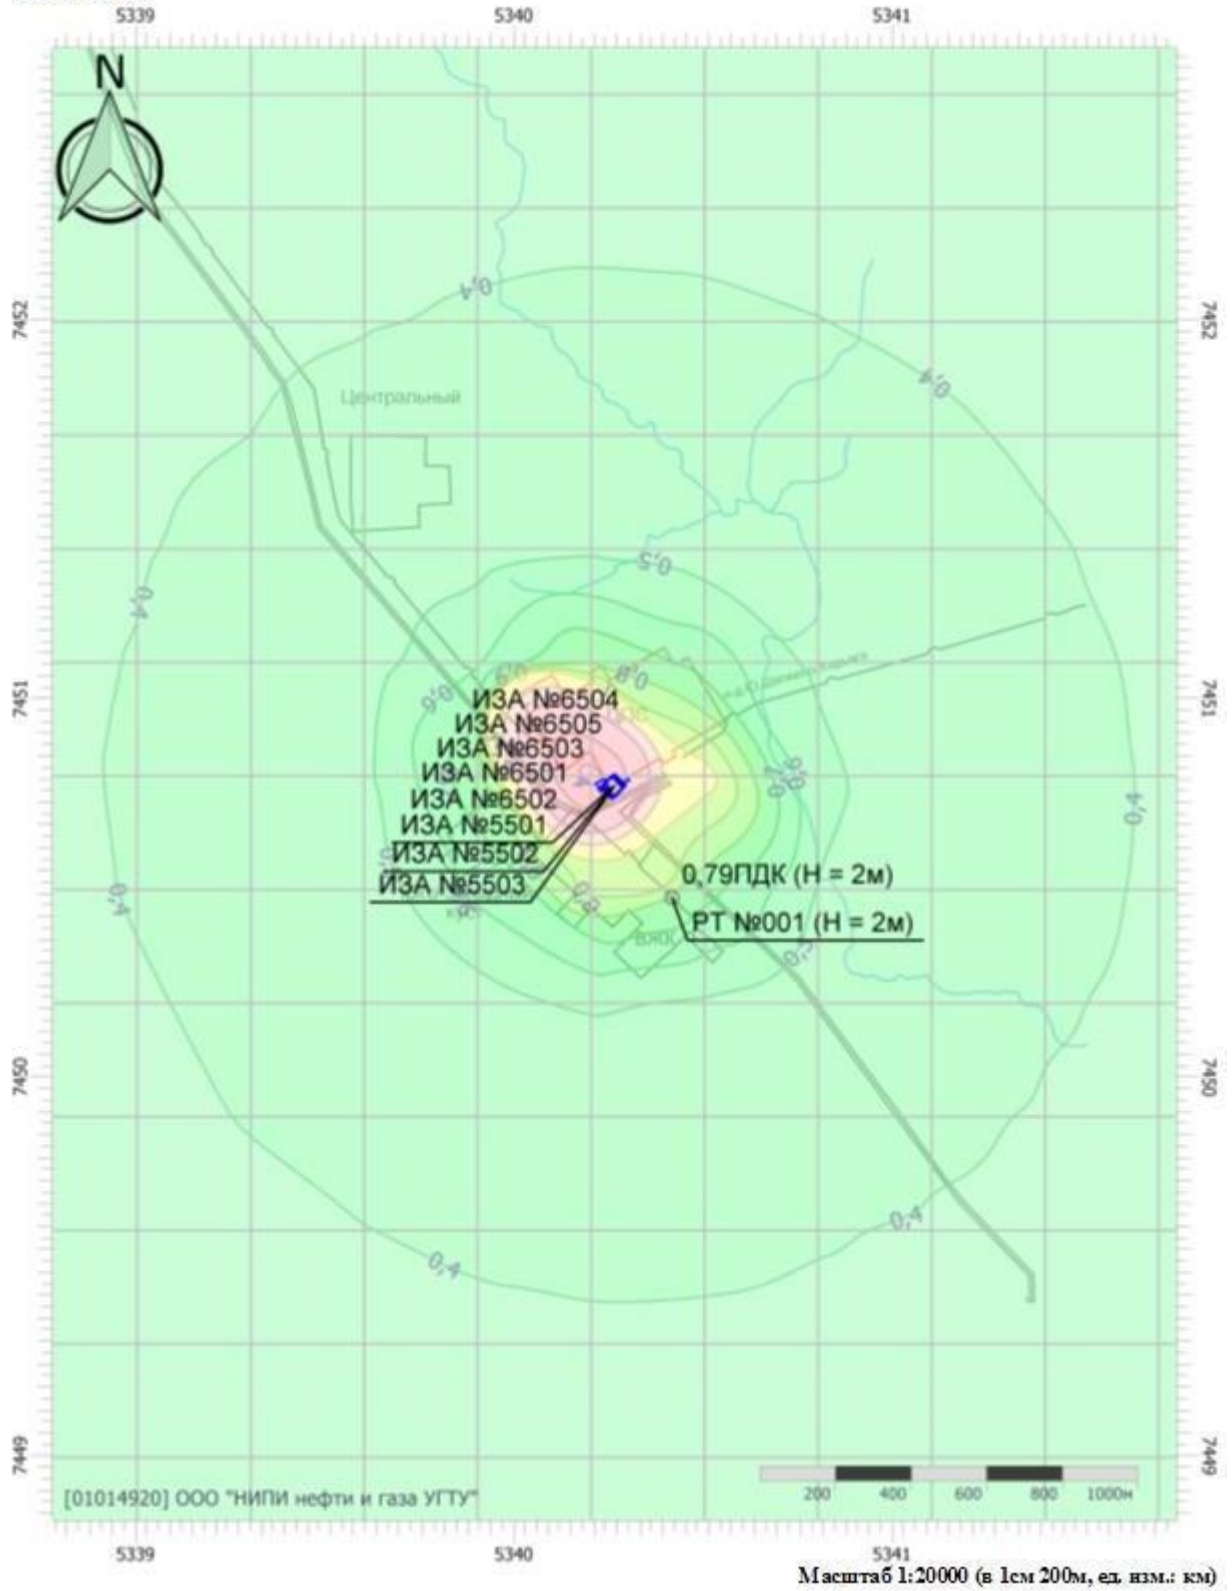 5339 5340 5341
N
7452 7452
0,4
0,4
Центральный
0,5
0,4
0,8
0,6
7451 7451
ИЗА №6504
ИЗА №6505
ИЗА №6503
ИЗА №6501
ИЗА №6502
ИЗА №5501
ИЗА №5502
ИЗА №5503
0,4
0,79ПДК (Н = 2м)
0,4
РТ №001 (Н = 2м)
ВЖК
7450 7450
0,4
0,4
7449 7449
200 400 600 800 1000м
[01014920] ООО "НИПИ нефти и газа УГТУ"
5339 5340 5341
Масштаб 1:20000 (в 1см 200м, ед. изм.: км)